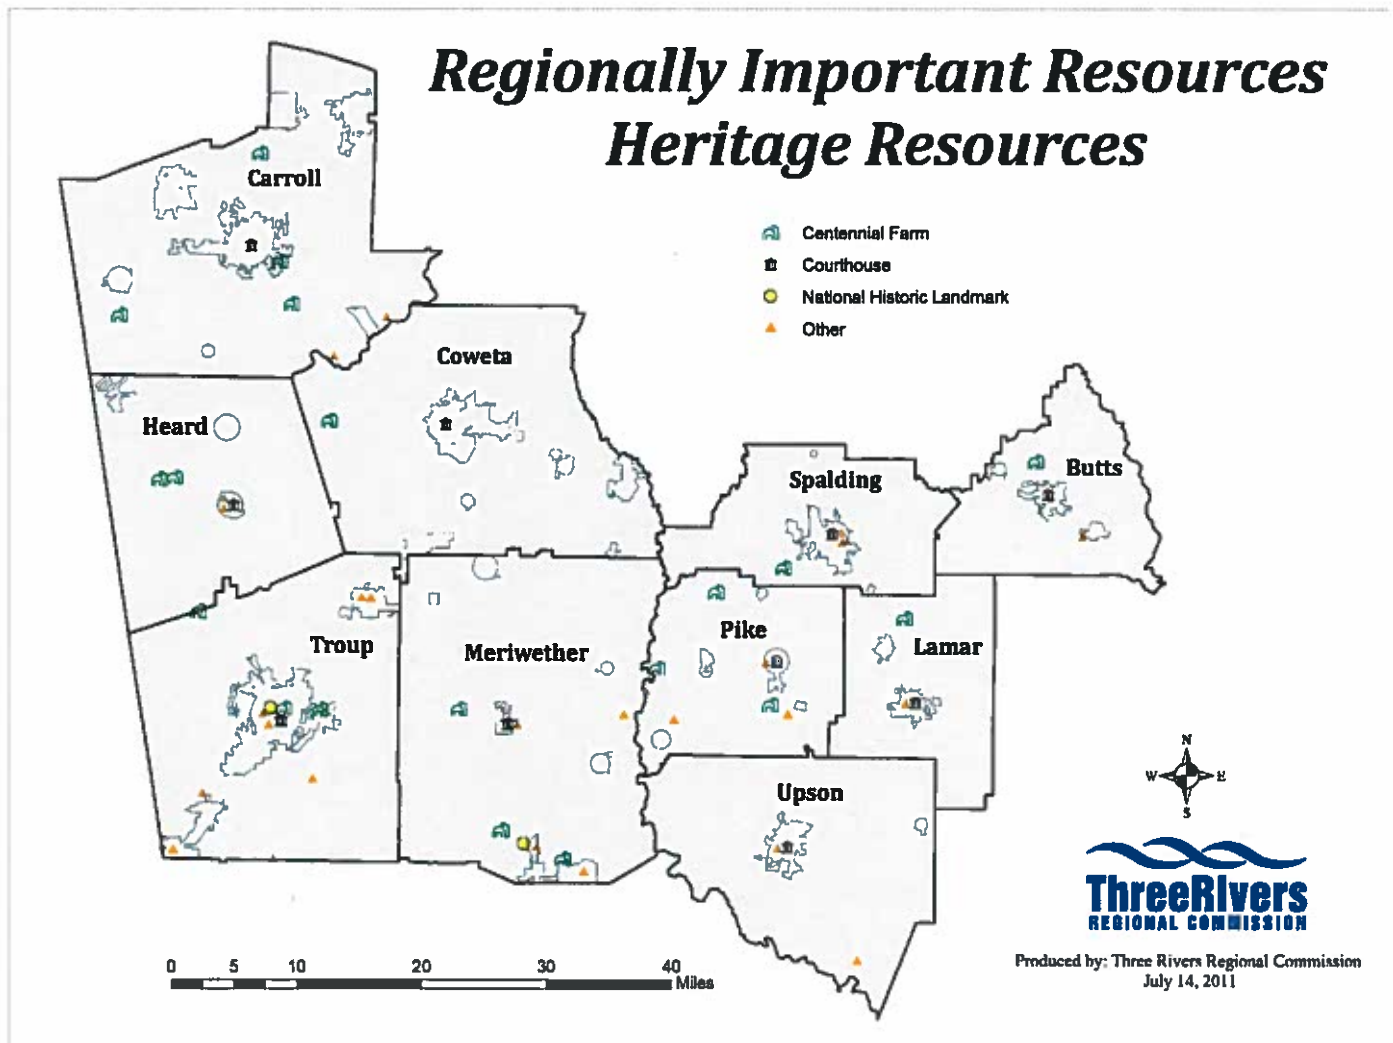 Regionally Important Resources
Heritage Resources
Centennial Farm
Courthouse
National Historic Landmark
Other
Carroll
Coweta
Heard
Spalding
Butts
Troup
Meriwether
Pike
Lamar
Upson
N
W E
S
ThreeRivers
REGIONAL COMMISSION
Produced by: Three Rivers Regional Commission
July 14, 2011
0 5 10 20 30 40
Miles